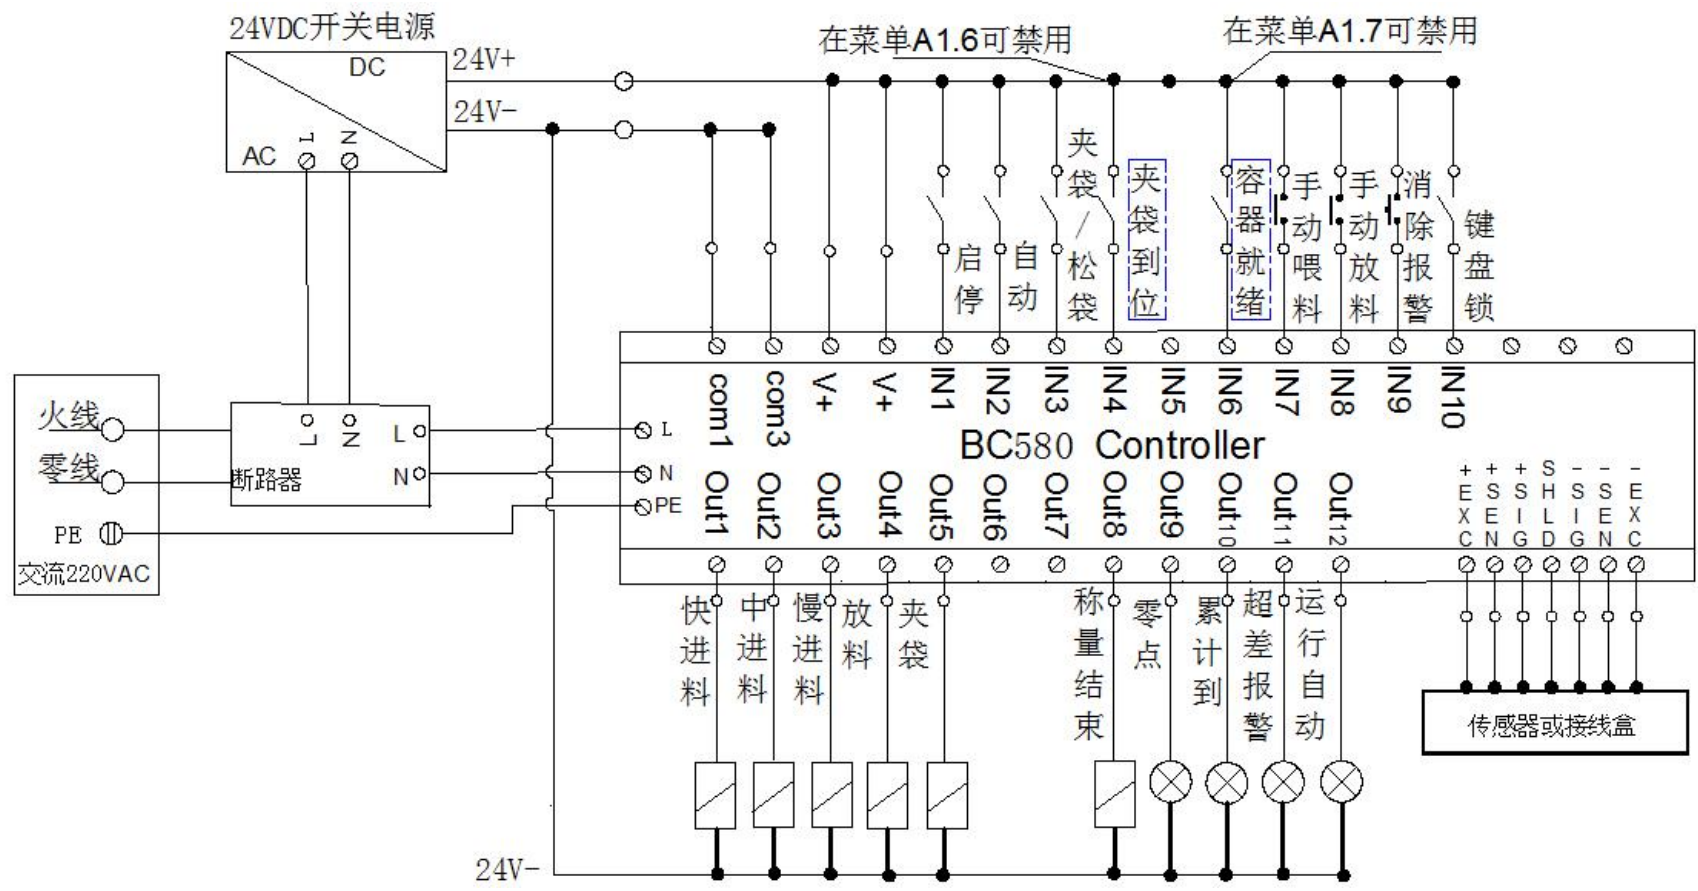 24VDC开关电源
在菜单A1.6可禁用
在菜单A1.7可禁用
DC
24V+
24V-
AC
L
N
夹袋/松袋
夹袋到位
容器就绪
手动喂料
手动放料
消除报警
键盘锁
启停
自动
com1
com3
V+
V+
IN1
IN2
IN3
IN4
IN5
IN6
IN7
IN8
IN9
IN10
火线
零线
PE
交流220VAC
L
N
L
N
断路器
L
N
PE
BC580 Controller
Out1
Out2
Out3
Out4
Out5
Out6
Out7
Out8
Out9
Out10
Out11
Out12
+EXC
+SEN
+SIG
SHLD
-SIG
-SEN
-EXC
快进料
中进料
慢进料
放料
夹袋
称量结束
零点
累计到
超差报警
运行自动
传感器或接线盒
24V-